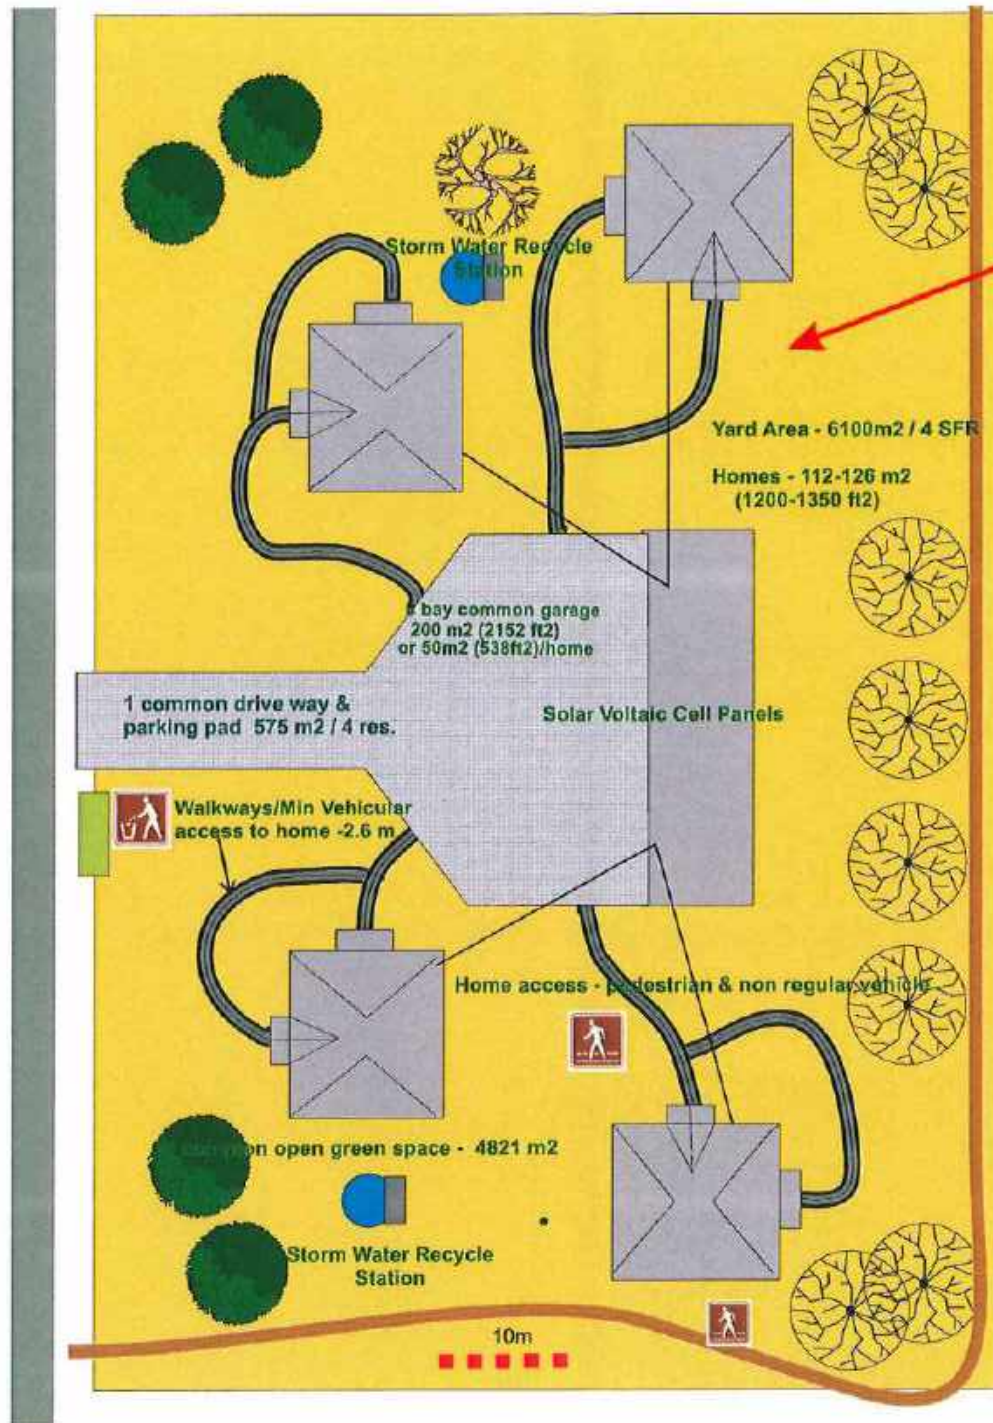 Storm Water Recycle
Station
Yard Area - 6100m2 / 4 SFR
Homes - 112-126 m2
(1200-1350 ft2)
bay common garage
200 m2 (2152 ft2)
or 50m2 (538ft2)/home
1 common drive way &
parking pad 575 m2 / 4 res.
Solar Voltaic Cell Panels
Walkways/Min Vehicular
access to home -2.6 m
Home access - pedestrian & non regular vehicle
common open green space - 4821 m2
Storm Water Recycle
Station
10m